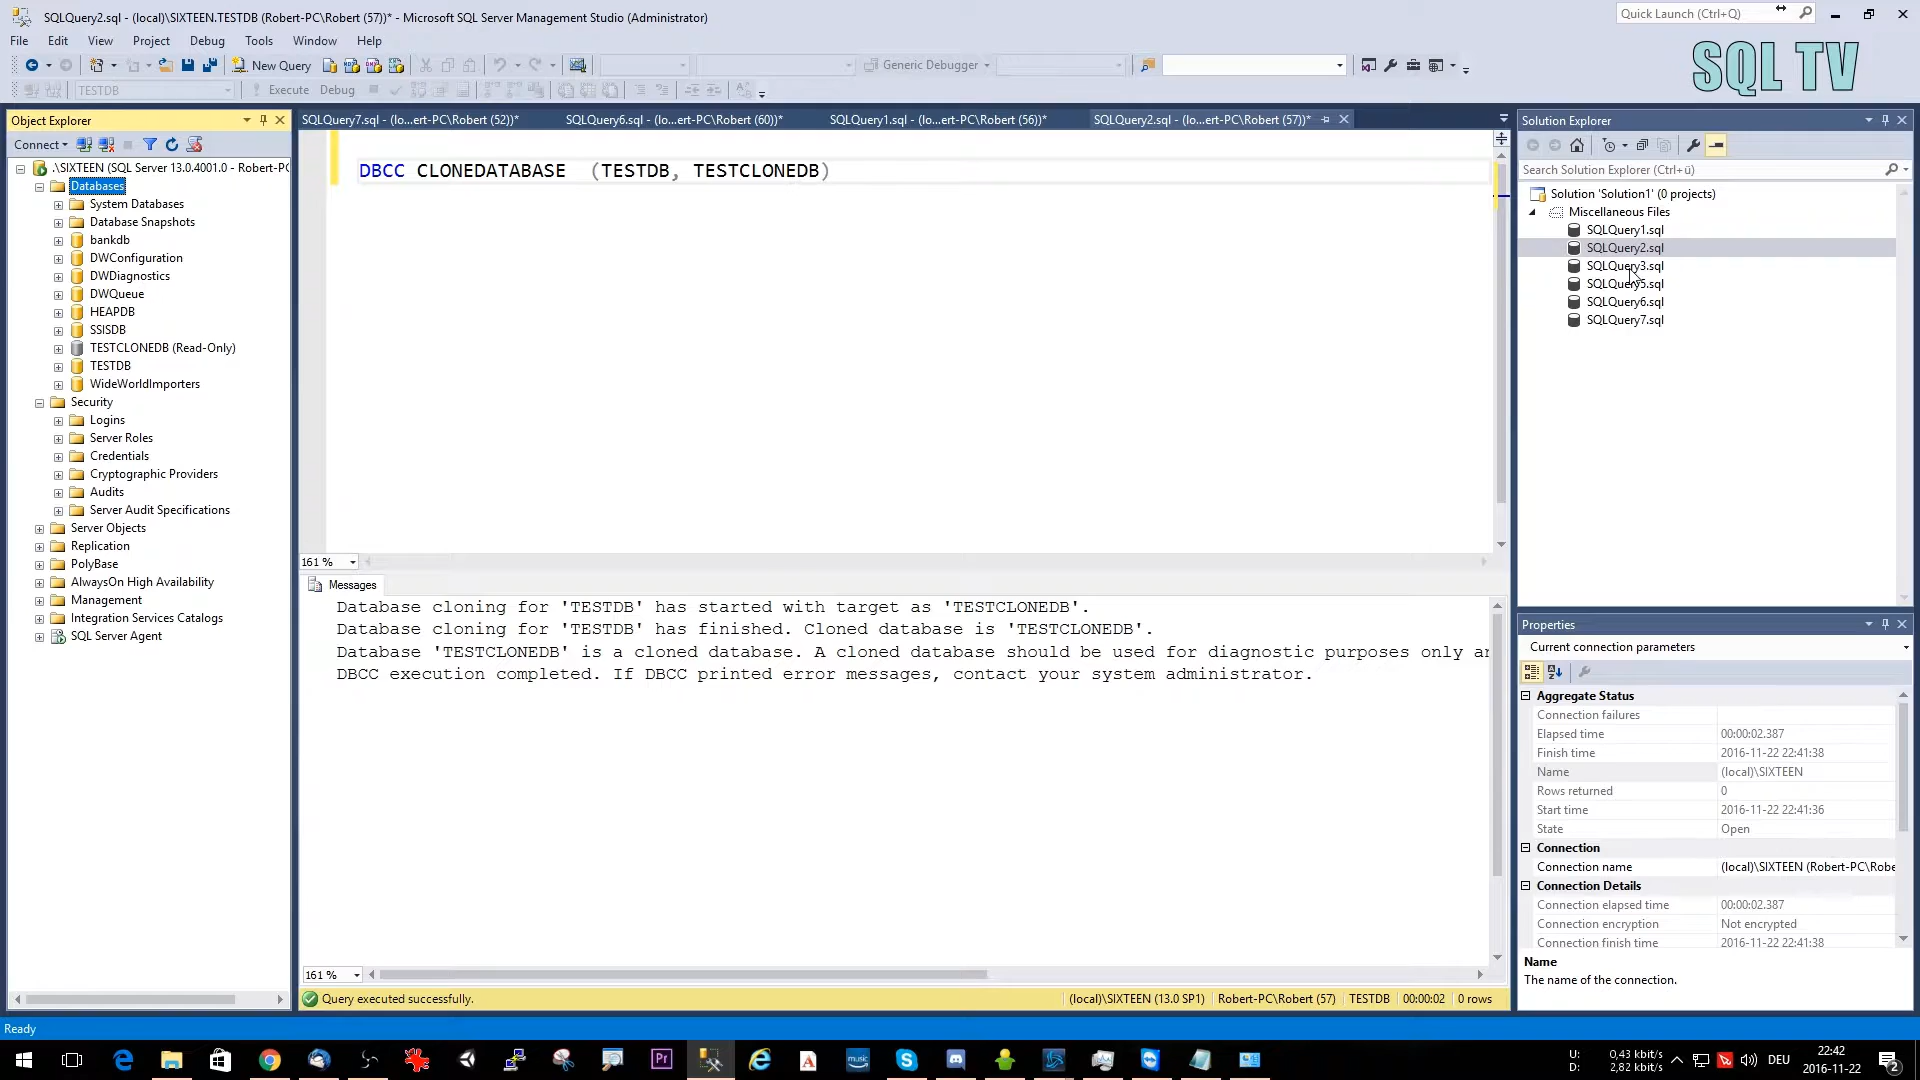 SQLQuery2.sql - (local)\SIXTEEN.TESTDB (Robert-PC\Robert (57))* - Microsoft SQL Server Management Studio (Administrator)
Quick Launch (Ctrl+Q)
File Edit View Project Debug Tools Window Help
SQL TV
New Query
Generic Debugger
TESTDB
Execute Debug
Object Explorer
Connect
.\SIXTEEN (SQL Server 13.0.4001.0 - Robert-PC
Databases
System Databases
Database Snapshots
bankdb
DWConfiguration
DWDiagnostics
DWQueue
HEAPDB
SSISDB
TESTCLONEDB (Read-Only)
TESTDB
WideWorldImporters
Security
Logins
Server Roles
Credentials
Cryptographic Providers
Audits
Server Audit Specifications
Server Objects
Replication
PolyBase
AlwaysOn High Availability
Management
Integration Services Catalogs
SQL Server Agent
SQLQuery7.sql - (lo...ert-PC\Robert (52))*
SQLQuery6.sql - (lo...ert-PC\Robert (60))*
SQLQuery1.sql - (lo...ert-PC\Robert (56))*
SQLQuery2.sql - (lo...ert-PC\Robert (57))*
DBCC CLONEDATABASE (TESTDB, TESTCLONEDB)
161 %
Messages
Database cloning for 'TESTDB' has started with target as 'TESTCLONEDB'.
Database cloning for 'TESTDB' has finished. Cloned database is 'TESTCLONEDB'.
Database 'TESTCLONEDB' is a cloned database. A cloned database should be used for diagnostic purposes only an
DBCC execution completed. If DBCC printed error messages, contact your system administrator.
161 %
Query executed successfully.
(local)\SIXTEEN (13.0 SP1) Robert-PC\Robert (57) TESTDB 00:00:02 0 rows
Solution Explorer
Search Solution Explorer (Ctrl+ü)
Solution 'Solution1' (0 projects)
Miscellaneous Files
SQLQuery1.sql
SQLQuery2.sql
SQLQuery3.sql
SQLQuery5.sql
SQLQuery6.sql
SQLQuery7.sql
Properties
Current connection parameters
Aggregate Status
Connection failures
Elapsed time 00:00:02.387
Finish time 2016-11-22 22:41:38
Name (local)\SIXTEEN
Rows returned 0
Start time 2016-11-22 22:41:36
State Open
Connection
Connection name (local)\SIXTEEN (Robert-PC\Robe
Connection Details
Connection elapsed time 00:00:02.387
Connection encryption Not encrypted
Connection finish time 2016-11-22 22:41:38
Name
The name of the connection.
Ready
Pr
music
U: 0,43 kbit/s
D: 2,82 kbit/s
DEU
22:42
2016-11-22
2